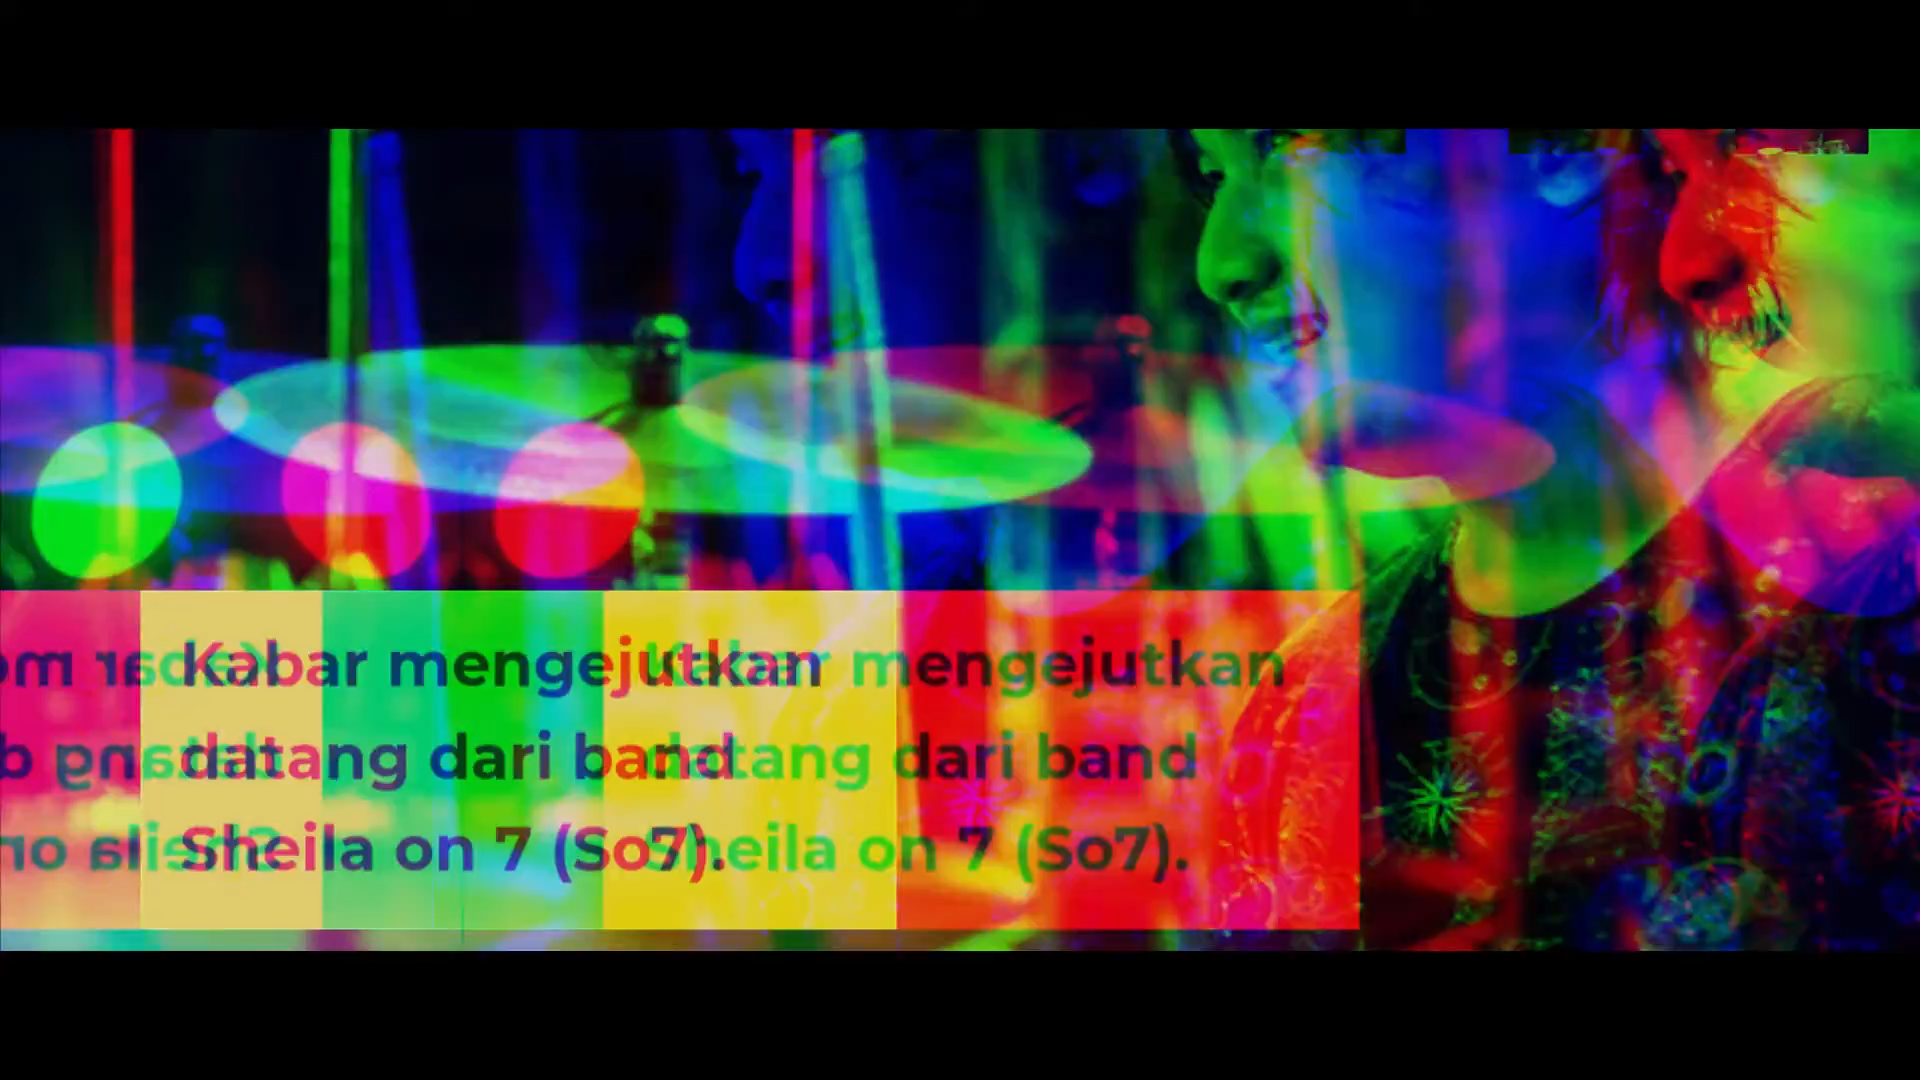 Kabar mengejutkan
datang dari band
Sheila on 7 (So7).